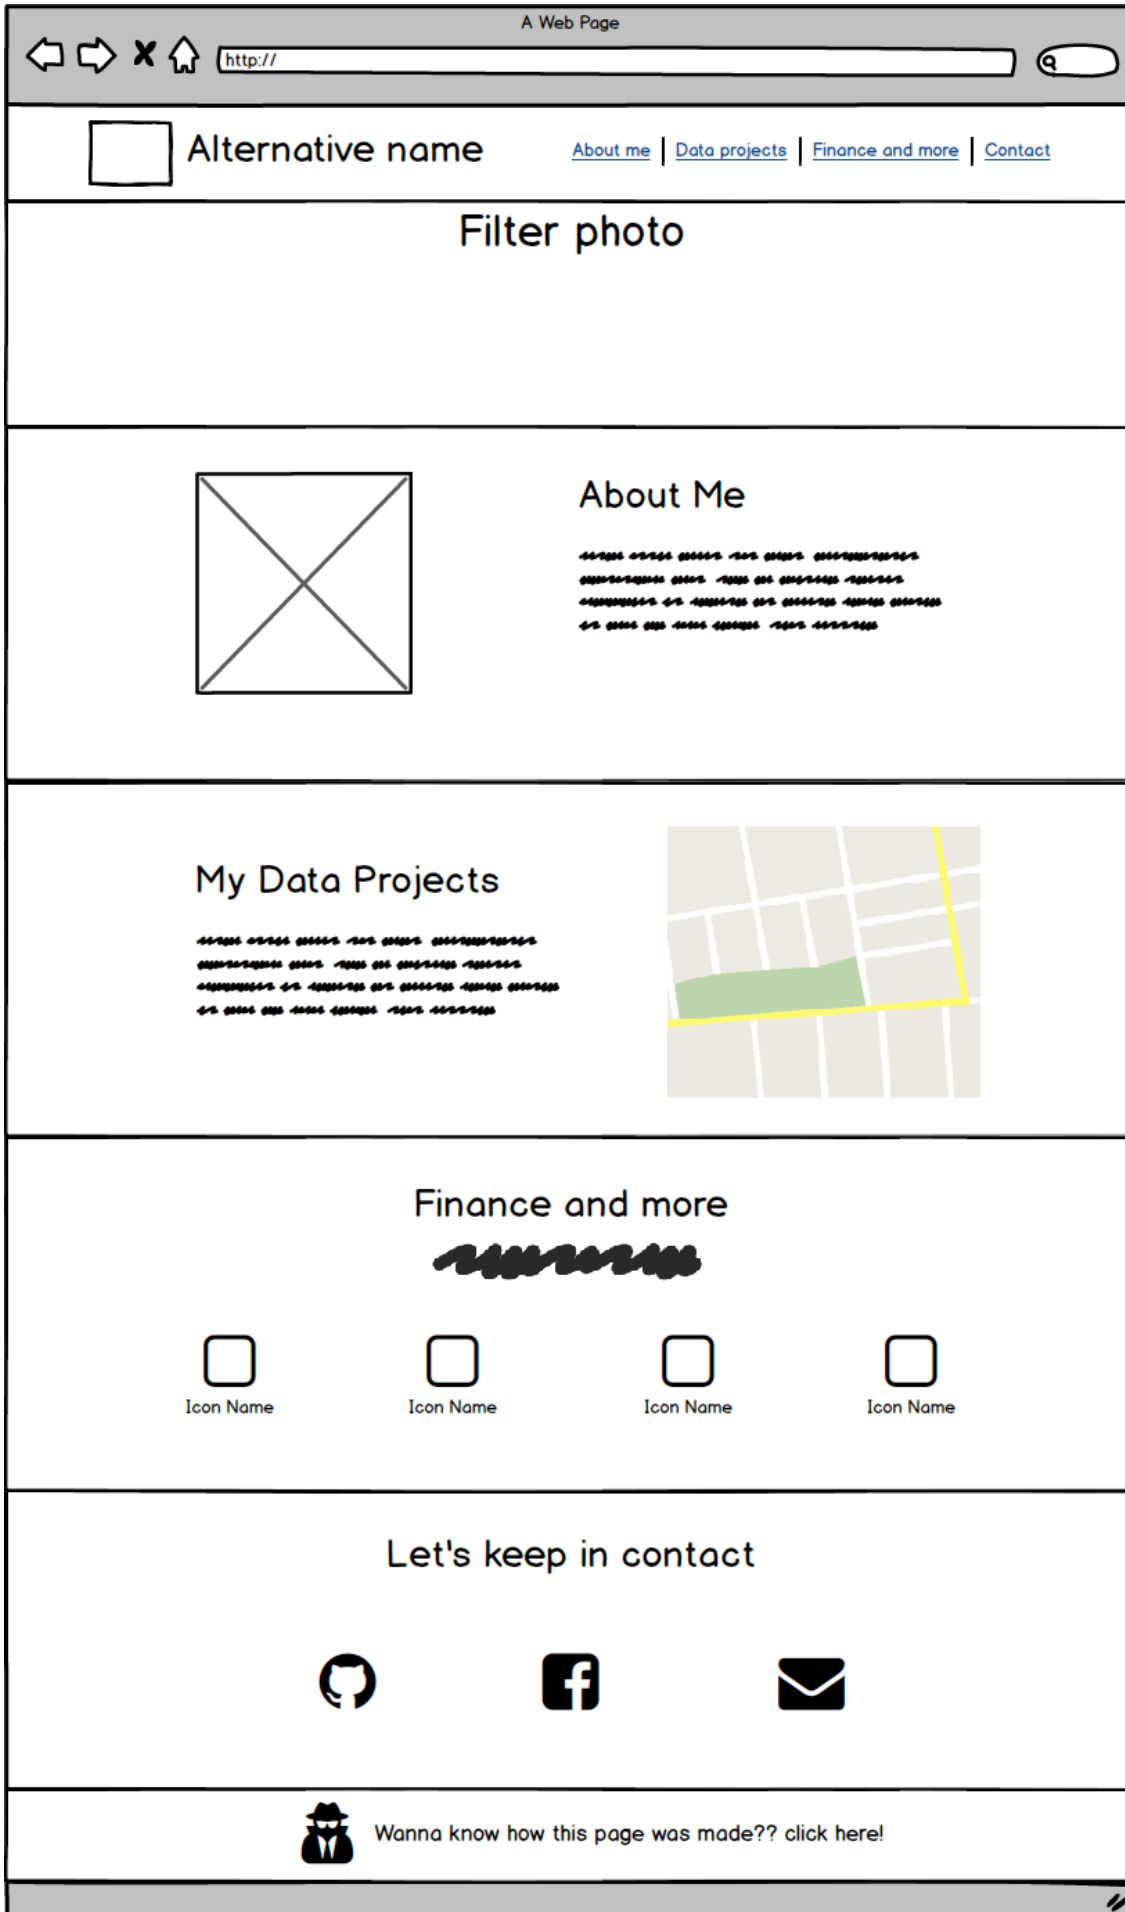 A Web Page
http://
Alternative name
About me | Data projects | Finance and more | Contact
Filter photo
About Me
My Data Projects
Finance and more
Icon Name
Icon Name
Icon Name
Icon Name
Let's keep in contact
Wanna know how this page was made?? click here!